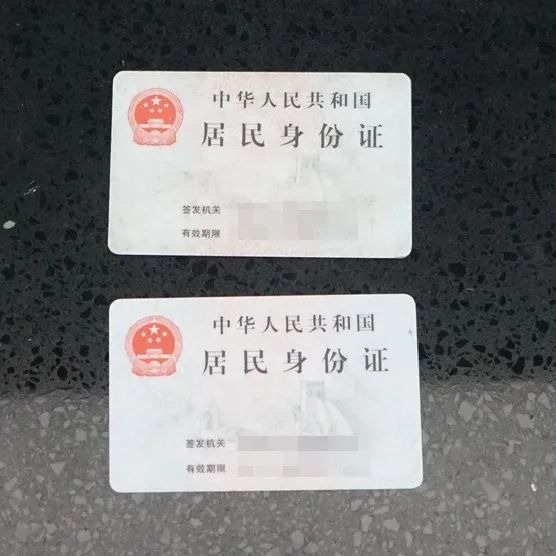 中华人民共和国
居民身份证
签发机关
有效期限
中华人民共和国
居民身份证
签发机关
有效期限